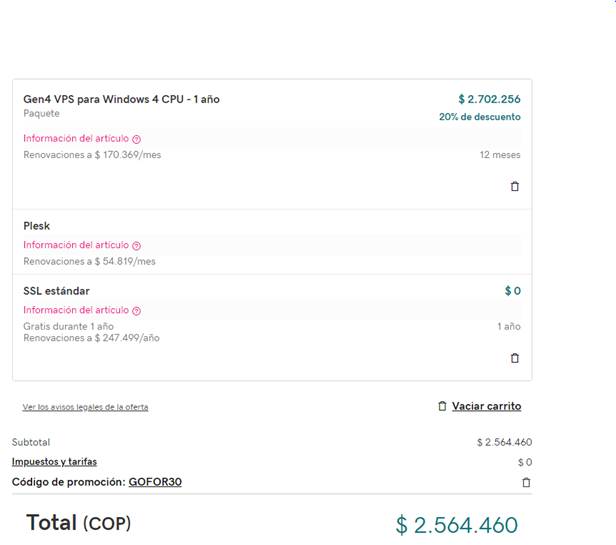 Gen4 VPS para Windows 4 CPU - 1 año
$ 2.702.256
Paquete
20% de descuento
Información del artículo
Renovaciones a $ 170.369/mes
12 meses
Plesk
Información del artículo
Renovaciones a $ 54.819/mes
SSL estándar
$ 0
Información del artículo
Gratis durante 1 año
1 año
Renovaciones a $ 247.499/año
Ver los avisos legales de la oferta
Vaciar carrito
Subtotal
$ 2.564.460
Impuestos y tarifas
$ 0
Código de promoción: GOFOR30
Total (COP)
$ 2.564.460